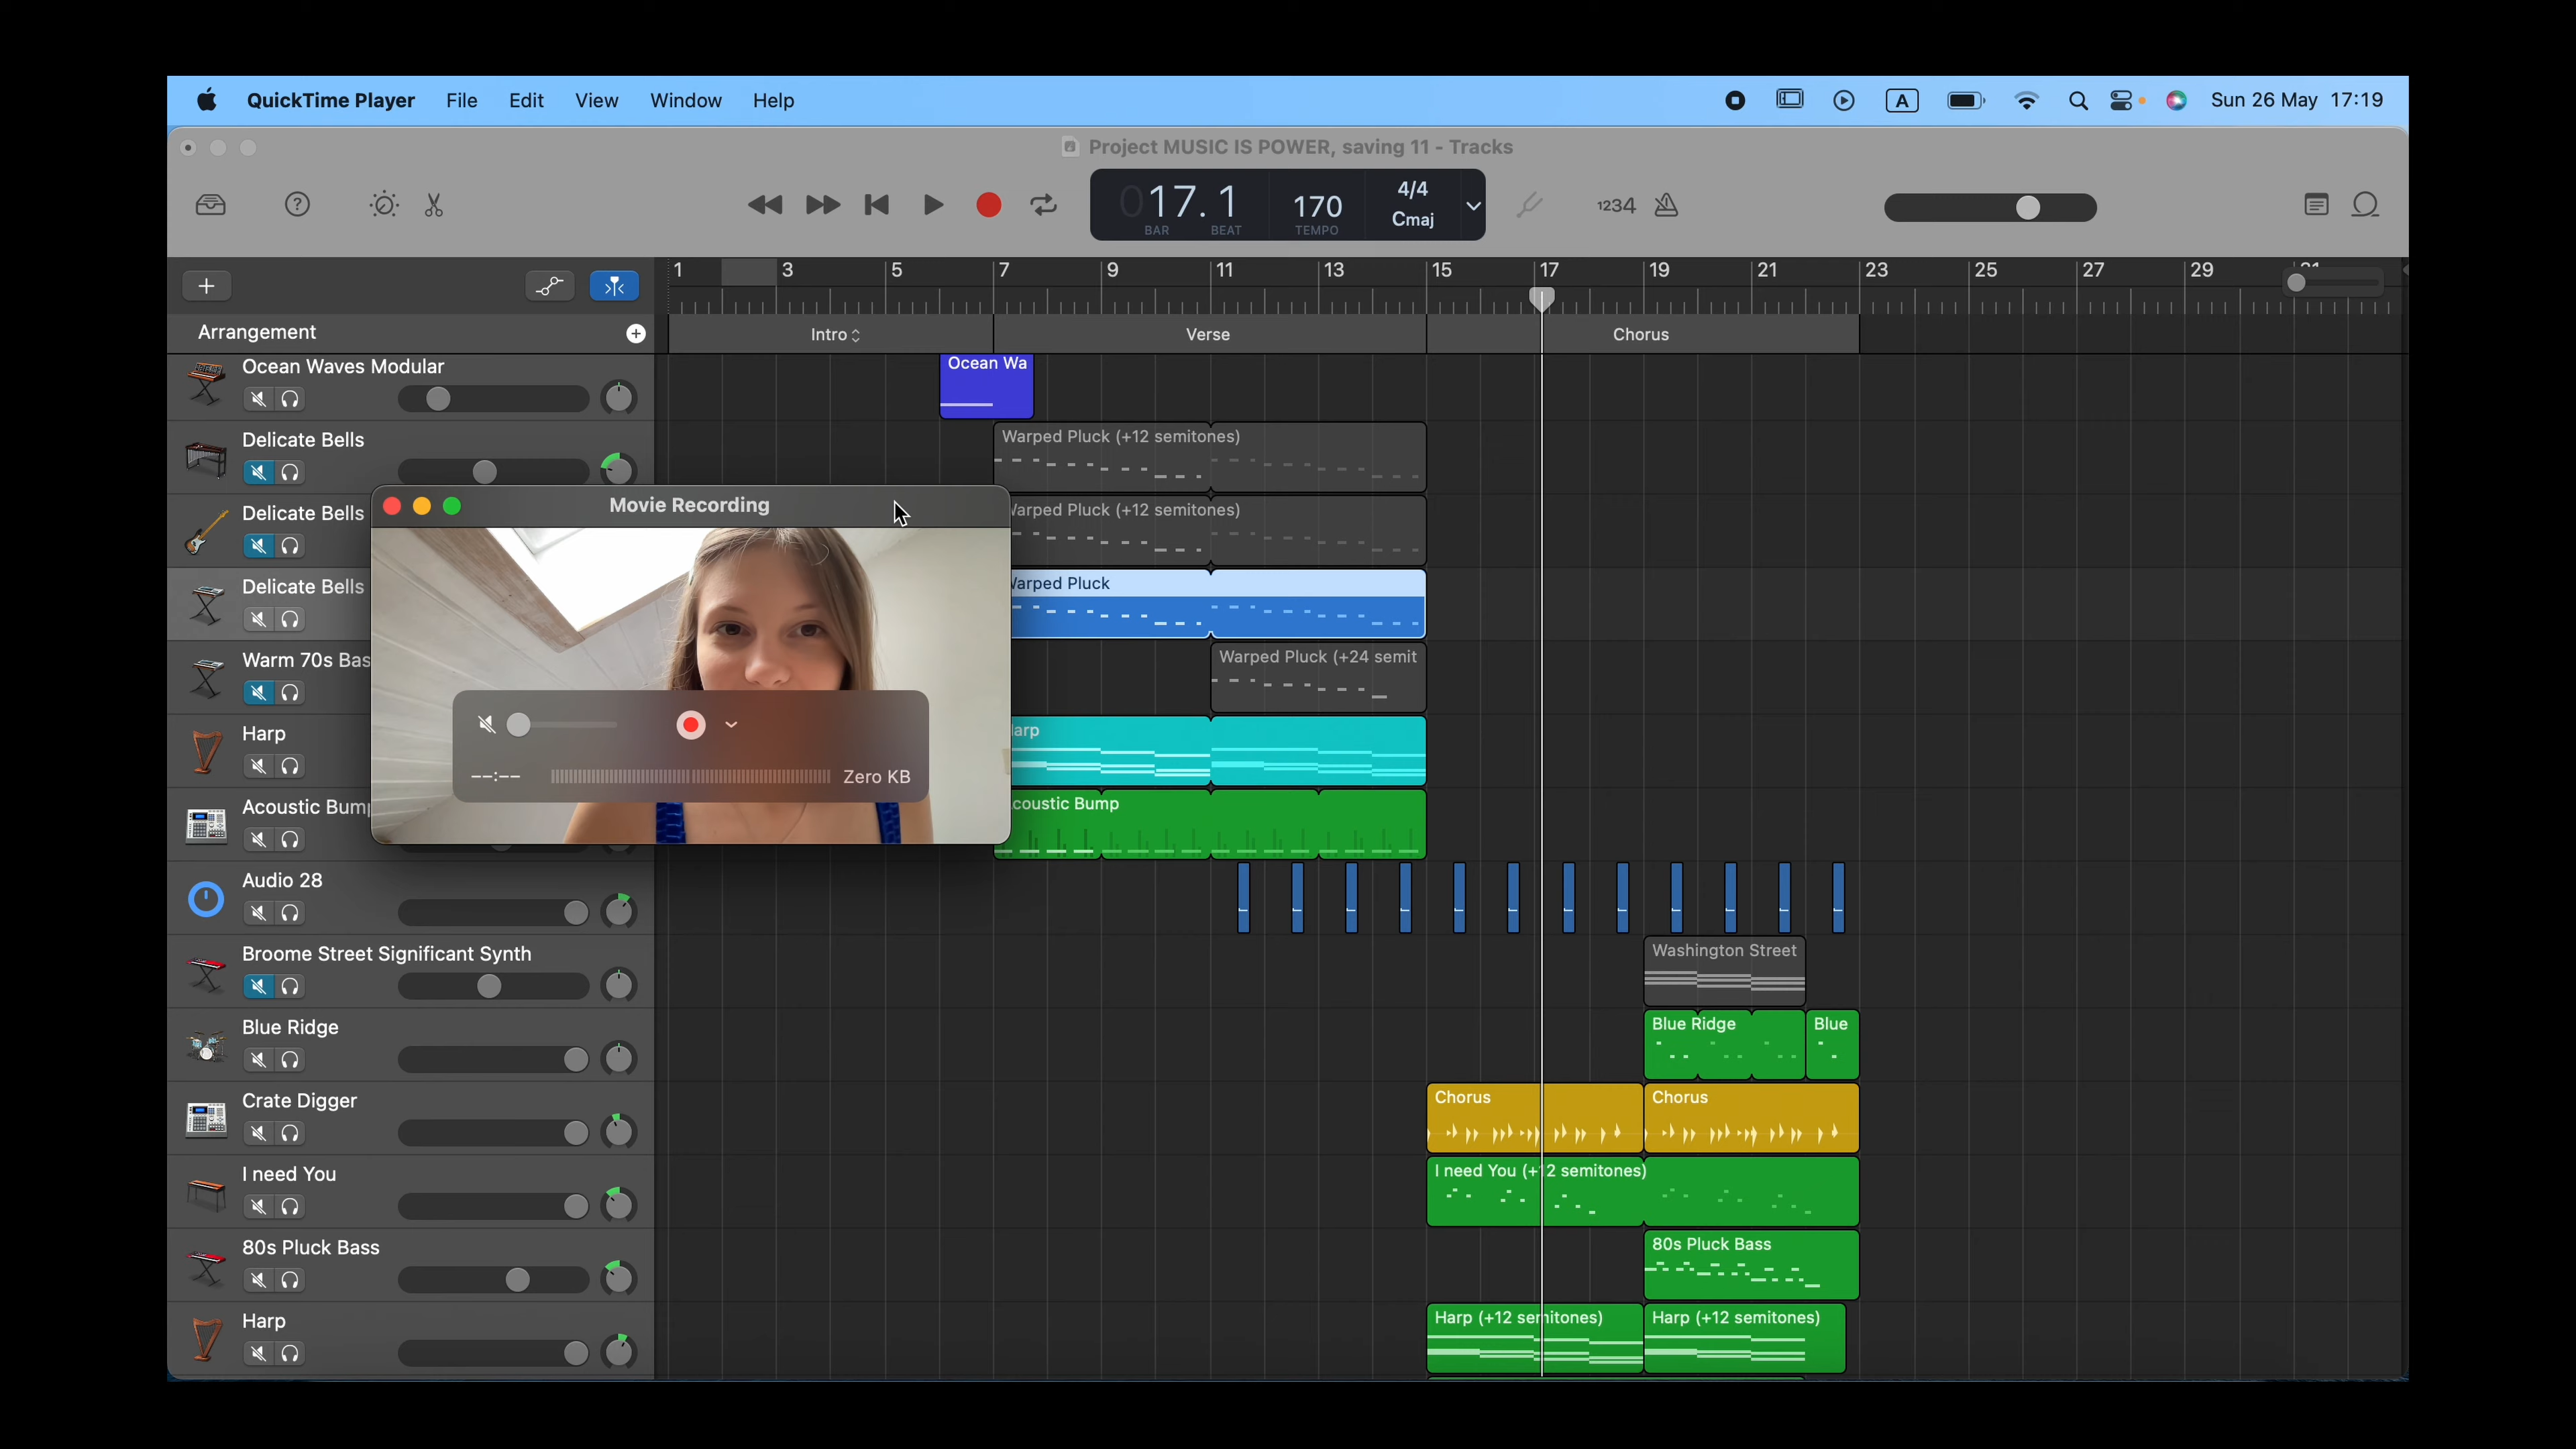 QuickTime Player File Edit View Window Help A Sun 26 May 17:19
Project MUSIC IS POWER, saving 11 - Tracks
017. 1 170 4/4
Cmaj
BAR BEAT TEMPO
1234
1 3 5 7 9 11 13 15 17 19 21 23 25 27 29
Arrangement Intro Verse Chorus
Ocean Waves Modular
Ocean Wa
Delicate Bells
Warped Pluck (+12 semitones)
Movie Recording
Delicate Bells
Warped Pluck (+12 semitones)
Delicate Bells
Warped Pluck
Warm 70s Bas
Warped Pluck (+24 semit
Harp
arp
Zero KB
--:--
Acoustic Bump
coustic Bump
Audio 28
Broome Street Significant Synth
Washington Street
Blue Ridge
Blue Ridge Blue
Crate Digger
Chorus Chorus
I need You
I need You (+12 semitones)
80s Pluck Bass
80s Pluck Bass
Harp
Harp (+12 semitones) Harp (+12 semitones)